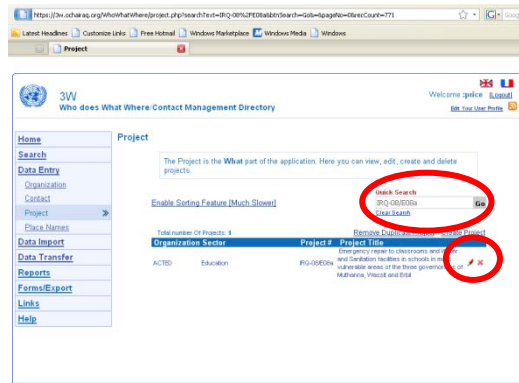 https://3w.ochairaq.org/WhoWhatWhere/project.php?searchText=IRQ-08%2FE08a&btnSearch=Go&~&pageNo=0&recCount=771
Latest Headlines Customize Links Free Hotmail Windows Marketplace Windows Media Windows
Project
3W
Who does What Where/Contact Management Directory
Welcome [Logout]
Edit Your User Profile
Home
Search
Data Entry
Organization
Contact
Project
Place Names
Data Import
Data Transfer
Reports
Forms/Export
Links
Help
Project
The Project is the What part of the application. Here you can view, edit, create and delete
projects.
Quick Search
IRQ-08/E08a Go
Clear Search
Enable Sorting Feature [Much Slower]
Total number Of Projects: 1
Remove Duplicate Project Create Project
Organization Sector Project # Project Title
ACTED Education IRQ-08/E08a
Emergency repair to classrooms and Water
and Sanitation facilities in schools in
vulnerable areas of the three governorates of
Muthanna, Wassit and Erbil